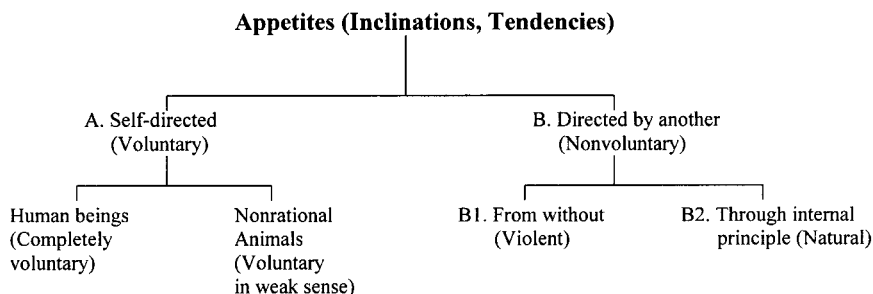 Appetites (Inclinations, Tendencies)
A. Self-directed
(Voluntary)
B. Directed by another
(Nonvoluntary)
Human beings
(Completely
voluntary)
Nonrational
Animals
(Voluntary
in weak sense)
B1. From without
(Violent)
B2. Through internal
principle (Natural)